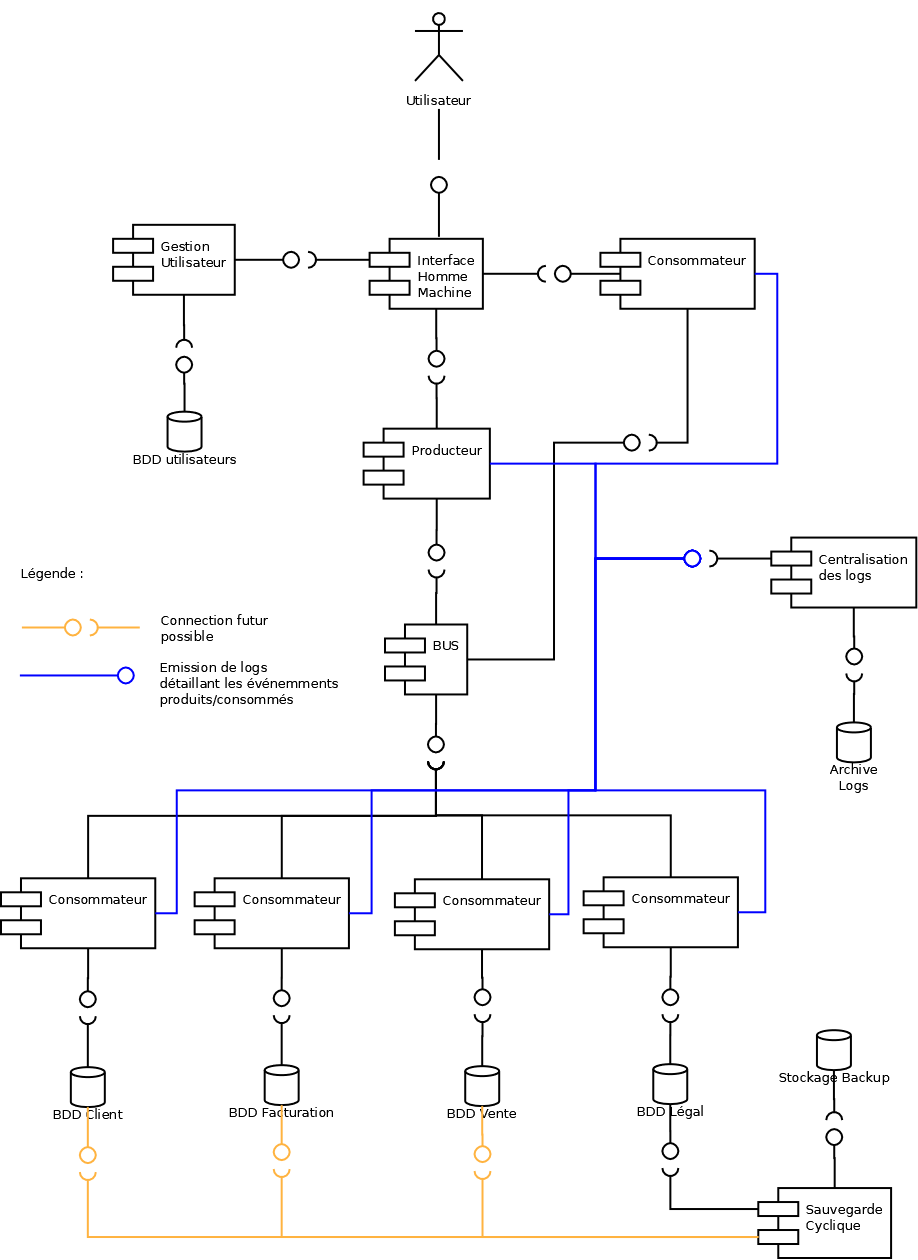 Utilisateur
Gestion
Utilisateur
Interface
Homme
Machine
Consommateur
Producteur
BDD utilisateurs
Centralisation
des logs
Légende :
Connection futur
possible
BUS
Emission de logs
détaillant les événemments
produits/consommés
Archive
Logs
Consommateur
Consommateur
Consommateur
Consommateur
Stockage Backup
BDD Client
BDD Facturation
BDD Vente
BDD Légal
Sauvegarde
Cyclique